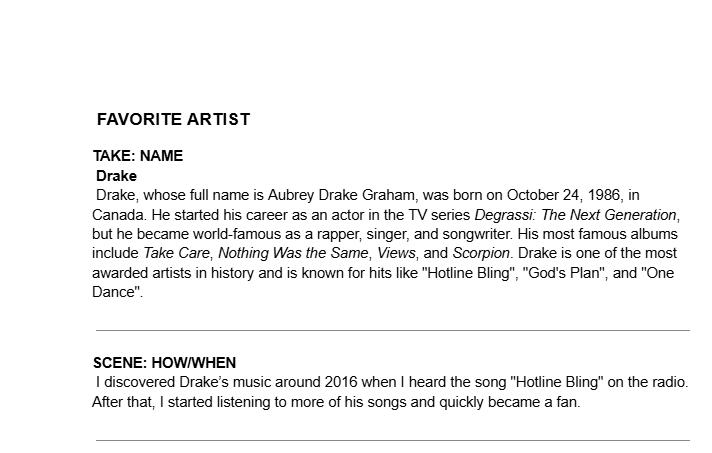 FAVORITE ARTIST
TAKE: NAME
Drake
Drake, whose full name is Aubrey Drake Graham, was born on October 24, 1986, in
Canada. He started his career as an actor in the TV series Degrassi: The Next Generation,
but he became world-famous as a rapper, singer, and songwriter. His most famous albums
include Take Care, Nothing Was the Same, Views, and Scorpion. Drake is one of the most
awarded artists in history and is known for hits like "Hotline Bling", "God's Plan", and "One
Dance".
SCENE: HOW/WHEN
I discovered Drake’s music around 2016 when I heard the song "Hotline Bling" on the radio.
After that, I started listening to more of his songs and quickly became a fan.